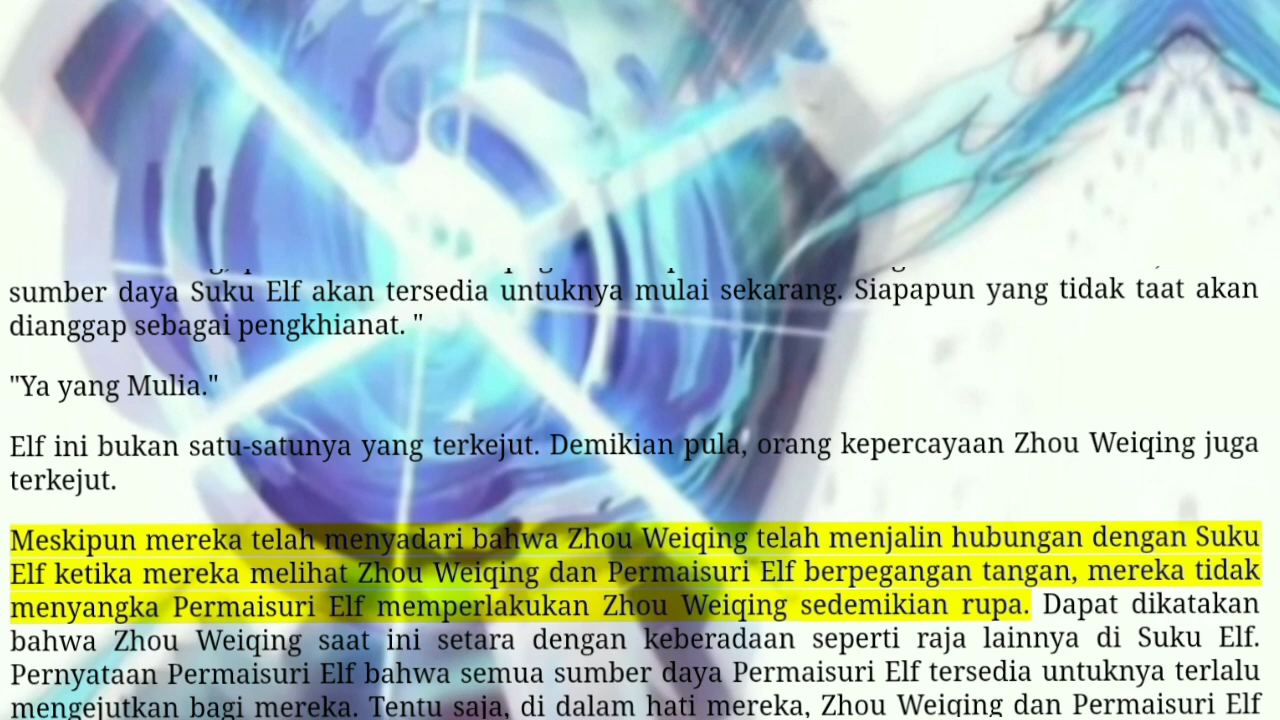 sumber daya Suku Elf akan tersedia untuknya mulai sekarang. Siapapun yang tidak taat akan
dianggap sebagai pengkhianat. "
"Ya yang Mulia."
Elf ini bukan satu-satunya yang terkejut. Demikian pula, orang kepercayaan Zhou Weiqing juga
terkejut.
Meskipun mereka telah menyadari bahwa Zhou Weiqing telah menjalin hubungan dengan Suku
Elf ketika mereka melihat Zhou Weiqing dan Permaisuri Elf berpegangan tangan, mereka tidak
menyangka Permaisuri Elf memperlakukan Zhou Weiqing sedemikian rupa. Dapat dikatakan
bahwa Zhou Weiqing saat ini setara dengan keberadaan seperti raja lainnya di Suku Elf.
Pernyataan Permaisuri Elf bahwa semua sumber daya Permaisuri Elf tersedia untuknya terlalu
mengejutkan bagi mereka. Tentu saja, di dalam hati mereka, Zhou Weiqing dan Permaisuri Elf